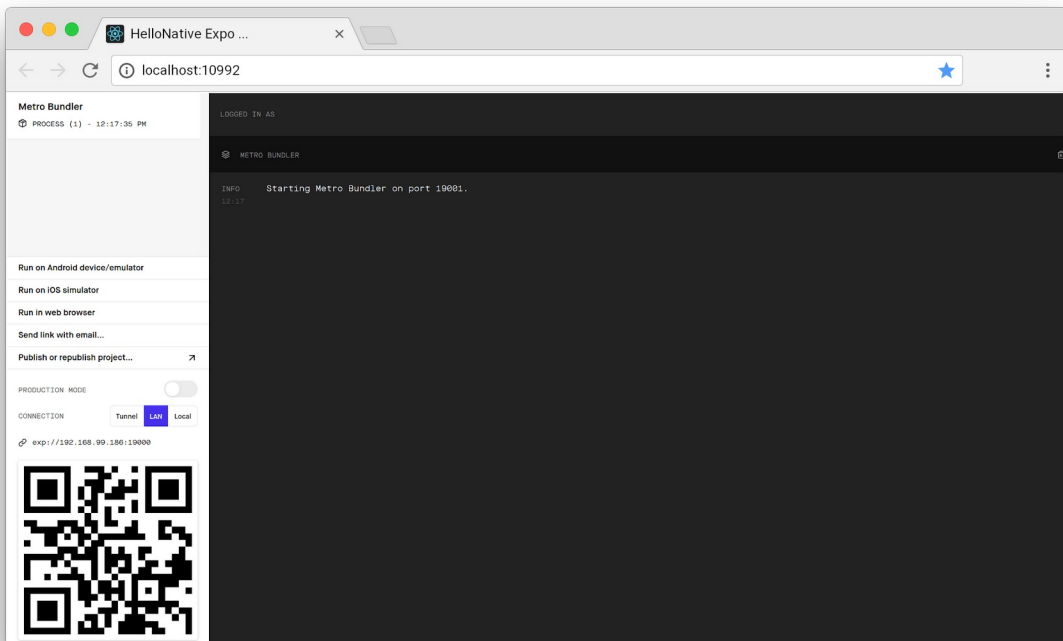 HelloNative Expo ...
localhost:10992
Metro Bundler
PROCESS (1) - 12:17:35 PM
LOGGED IN AS
METRO BUNDLER
INFO Starting Metro Bundler on port 19001.
12:17
Run on Android device/emulator
Run on iOS simulator
Run in web browser
Send link with email...
Publish or republish project...
PRODUCTION MODE
CONNECTION Tunnel LAN Local
exp://192.168.99.186:19000